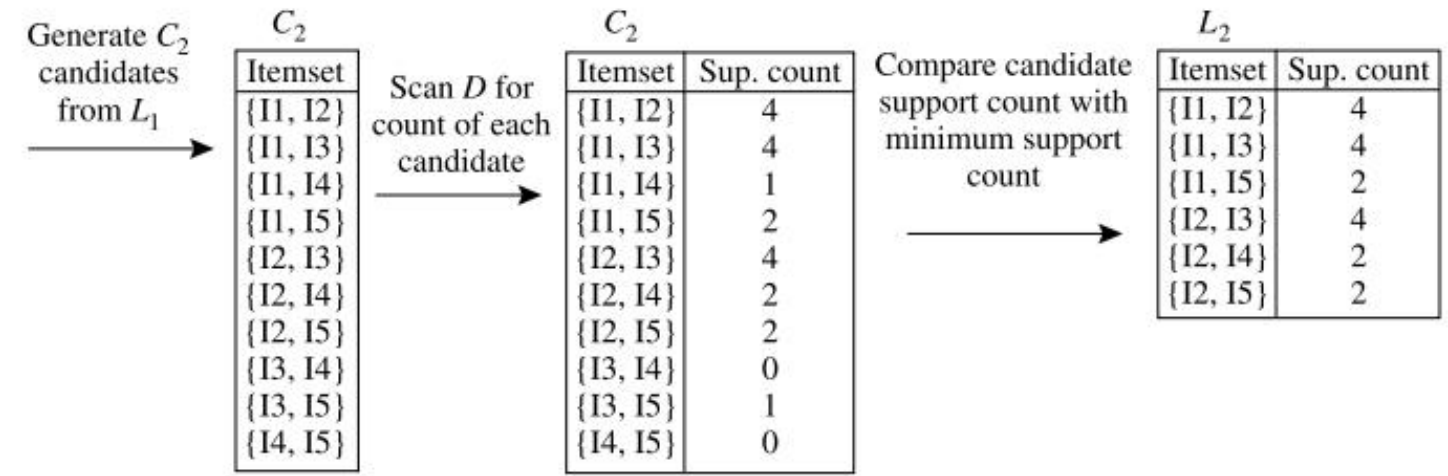 Generate C2
candidates
from L1
C2
Itemset
{I1, I2}
{I1, I3}
{I1, I4}
{I1, I5}
{I2, I3}
{I2, I4}
{I2, I5}
{I3, I4}
{I3, I5}
{I4, I5}
Scan D for
count of each
candidate
C2
Itemset Sup. count
{I1, I2} 4
{I1, I3} 4
{I1, I4} 1
{I1, I5} 2
{I2, I3} 4
{I2, I4} 2
{I2, I5} 2
{I3, I4} 0
{I3, I5} 1
{I4, I5} 0
Compare candidate
support count with
minimum support
count
L2
Itemset Sup. count
{I1, I2} 4
{I1, I3} 4
{I1, I5} 2
{I2, I3} 4
{I2, I4} 2
{I2, I5} 2